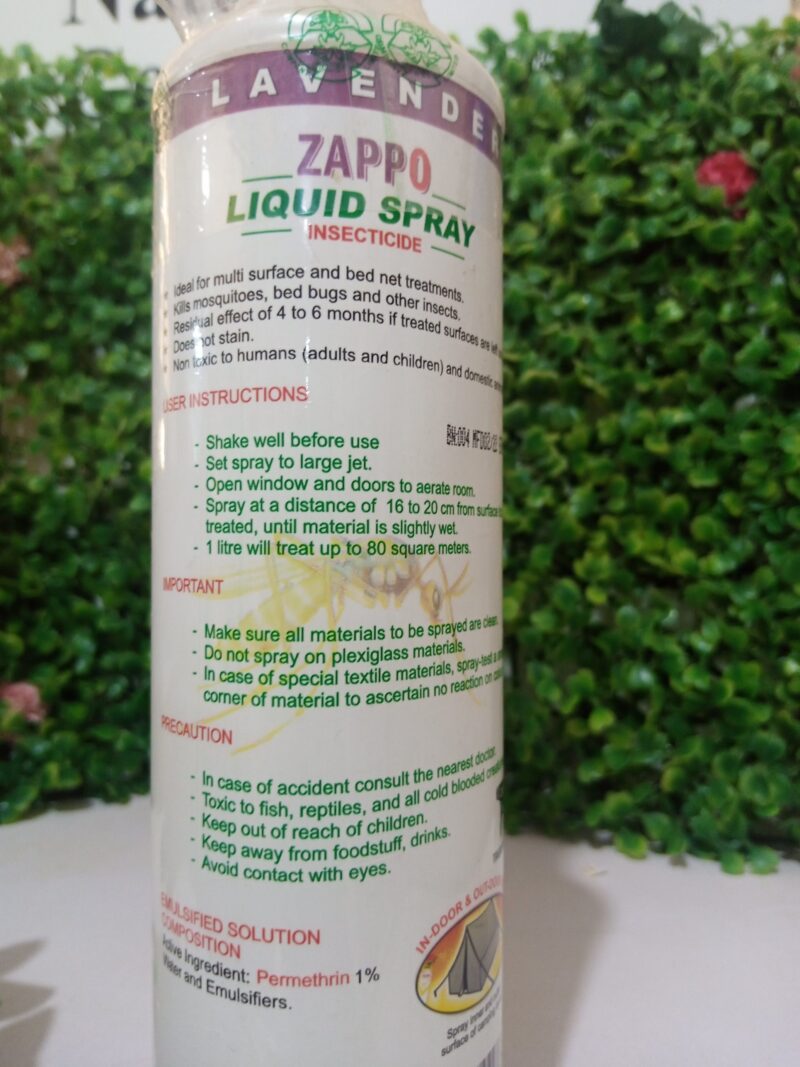 LAVENDER
ZAPPO
LIQUID SPRAY
INSECTICIDE
Ideal for multi surface and bed net treatments.
Kills mosquitoes, bed bugs and other insects.
Residual effect of 4 to 6 months if treated surfaces are
Does not stain.
Non toxic to humans (adults and children) and domestic
USER INSTRUCTIONS
BN:004
- Shake well before use
- Set spray to large jet.
- Open window and doors to aerate room.
- Spray at a distance of 16 to 20 cm from surface
treated, until material is slightly wet.
- 1 litre will treat up to 80 square meters.
IMPORTANT
- Make sure all materials to be sprayed are clean.
- Do not spray on plexiglass materials.
- In case of special textile materials, spray-test a
corner of material to ascertain no reaction on
PRECAUTION
- In case of accident consult the nearest doctor.
- Toxic to fish, reptiles, and all cold blooded
- Keep out of reach of children.
- Keep away from foodstuff, drinks.
- Avoid contact with eyes.
EMULSIFIED SOLUTION
COMPOSITION
Active Ingredient: Permethrin 1%
Water and Emulsifiers.
IN-DOOR & OUT-DOOR
Spray inner and
surface of camping